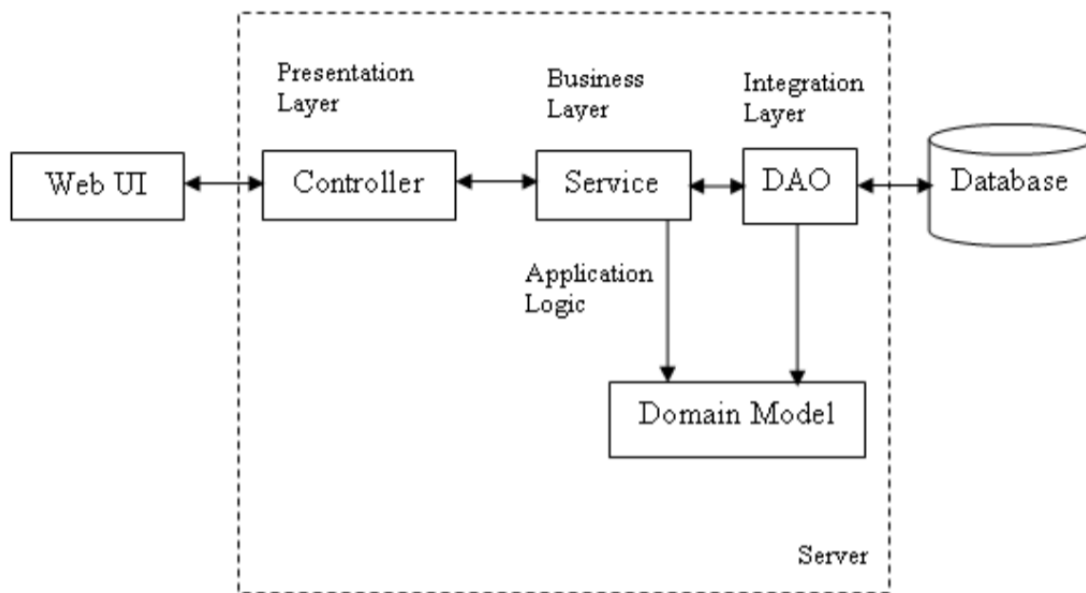 Presentation
Layer
Business
Layer
Integration
Layer
Web UI
Controller
Service
DAO
Database
Application
Logic
Domain Model
Server